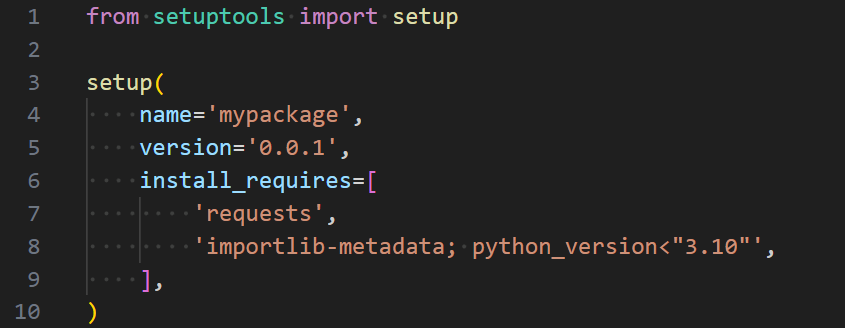 1 from setuptools import setup
2
3 setup(
4     name='mypackage',
5     version='0.0.1',
6     install_requires=[
7         'requests',
8         'importlib-metadata; python_version<"3.10"',
9     ],
10 )